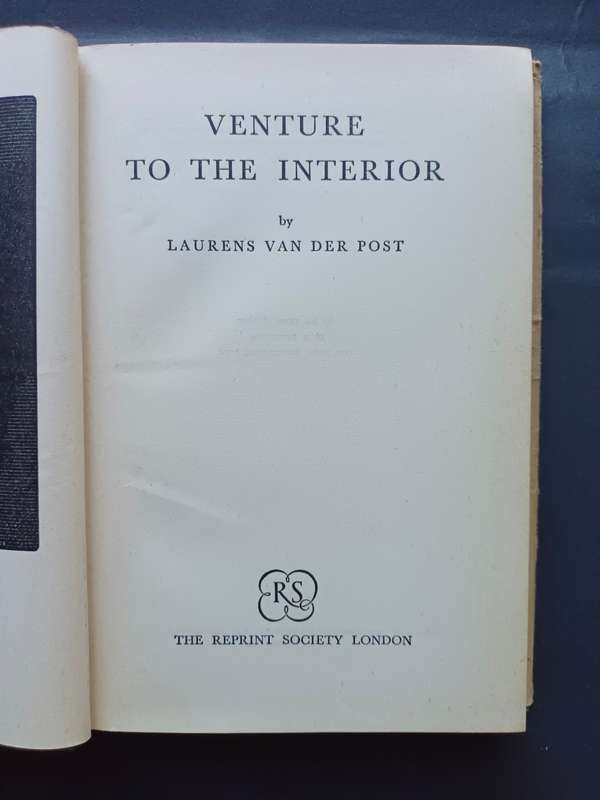 VENTURE
TO THE INTERIOR
by
LAURENS VAN DER POST
RS
THE REPRINT SOCIETY LONDON